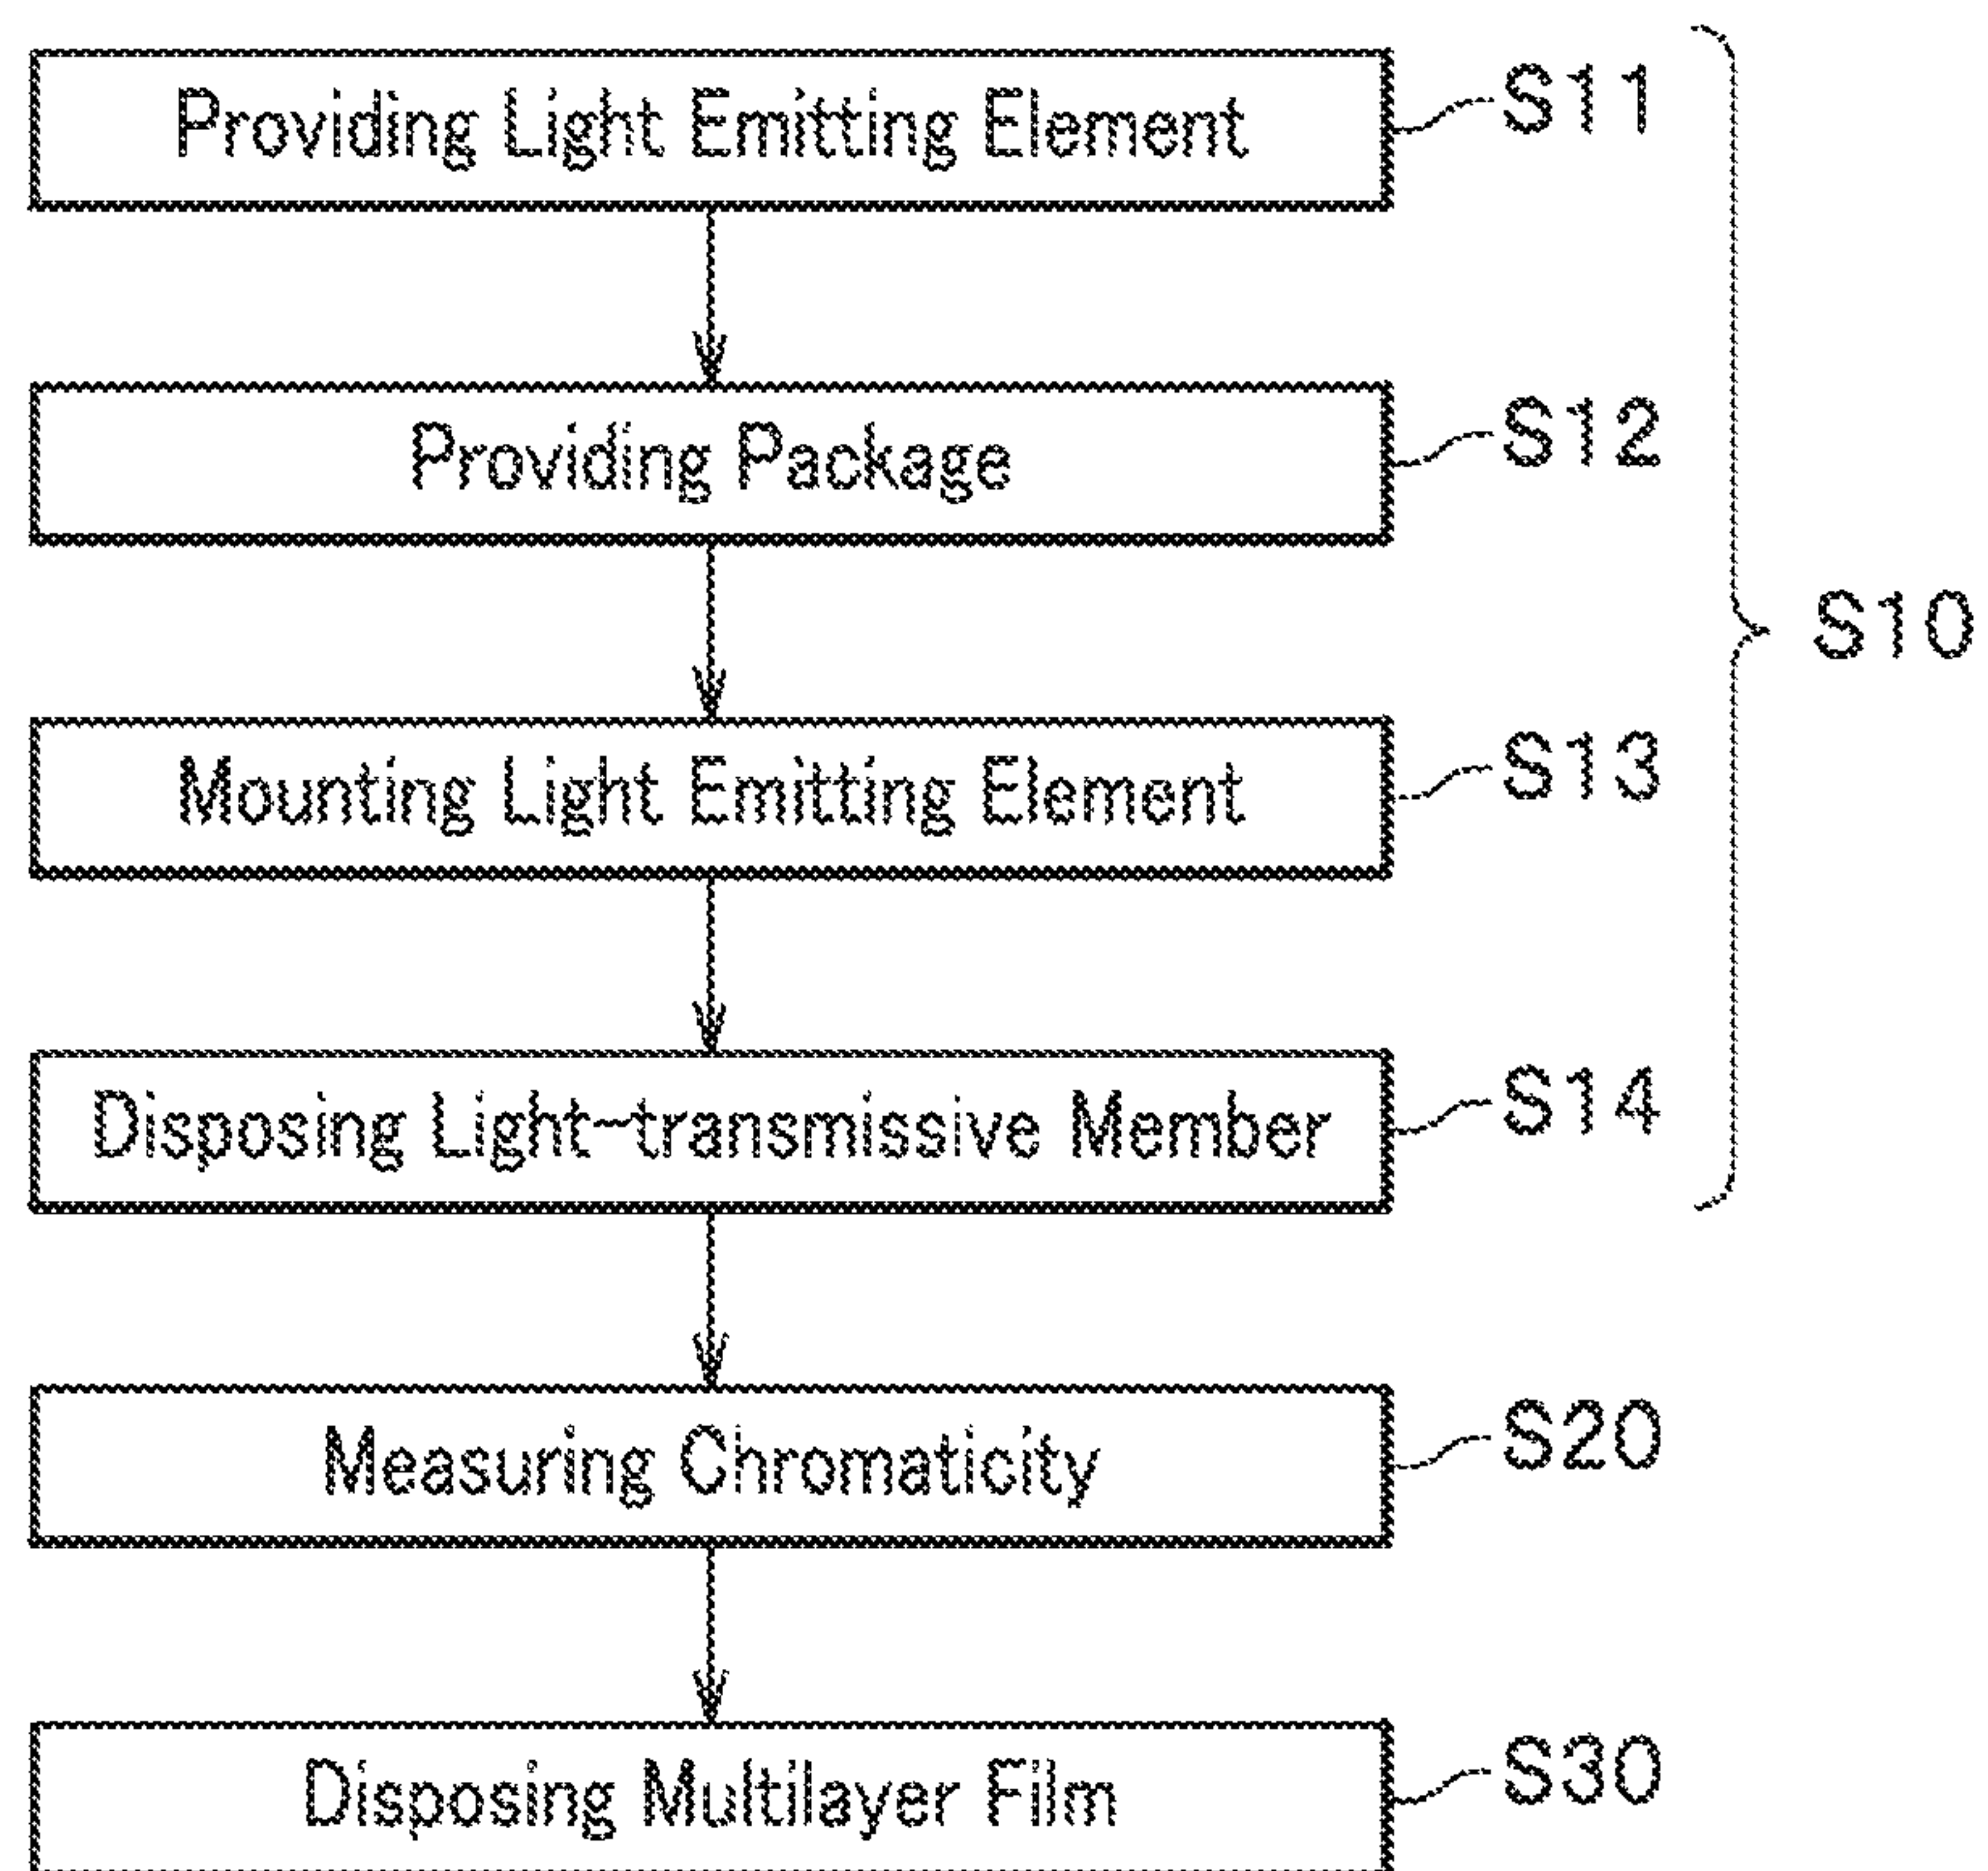 Providing Light Emitting Element S11
Providing Package S12
S10
Mounting Light Emitting Element S13
Disposing Light-transmissive Member S14
Measuring Chromaticity S20
Disposing Multilayer Film S30